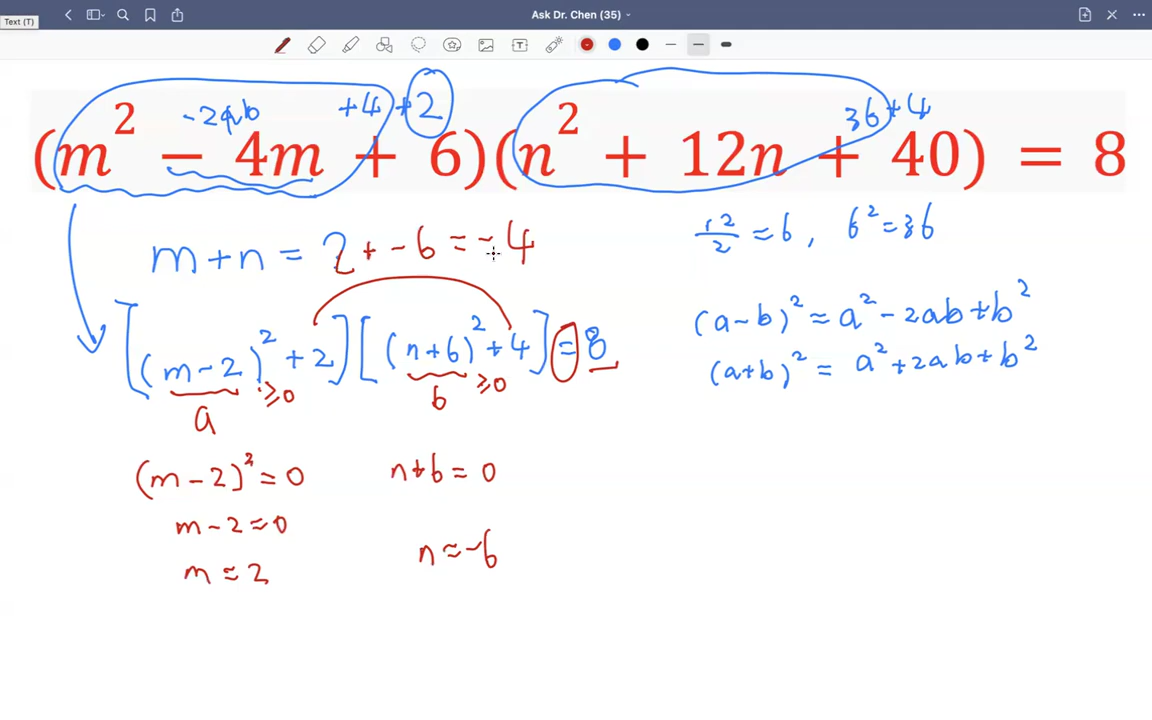 Ask Dr. Chen (35)
Text (T)
-2ab +4 +2 36 +4
(m² − 4m + 6)(n² + 12n + 40) = 8
12/2 = 6, 6² = 36
m+n = 2 + -6 = -4
(a-b)² = a² - 2ab + b²
[(m-2)² + 2][(n+6)² + 4] = 8
(a+b)² = a² + 2ab + b²
≥0 ≥0
a b
(m-2)² = 0 n+6 = 0
m-2 = 0
n = -6
m = 2